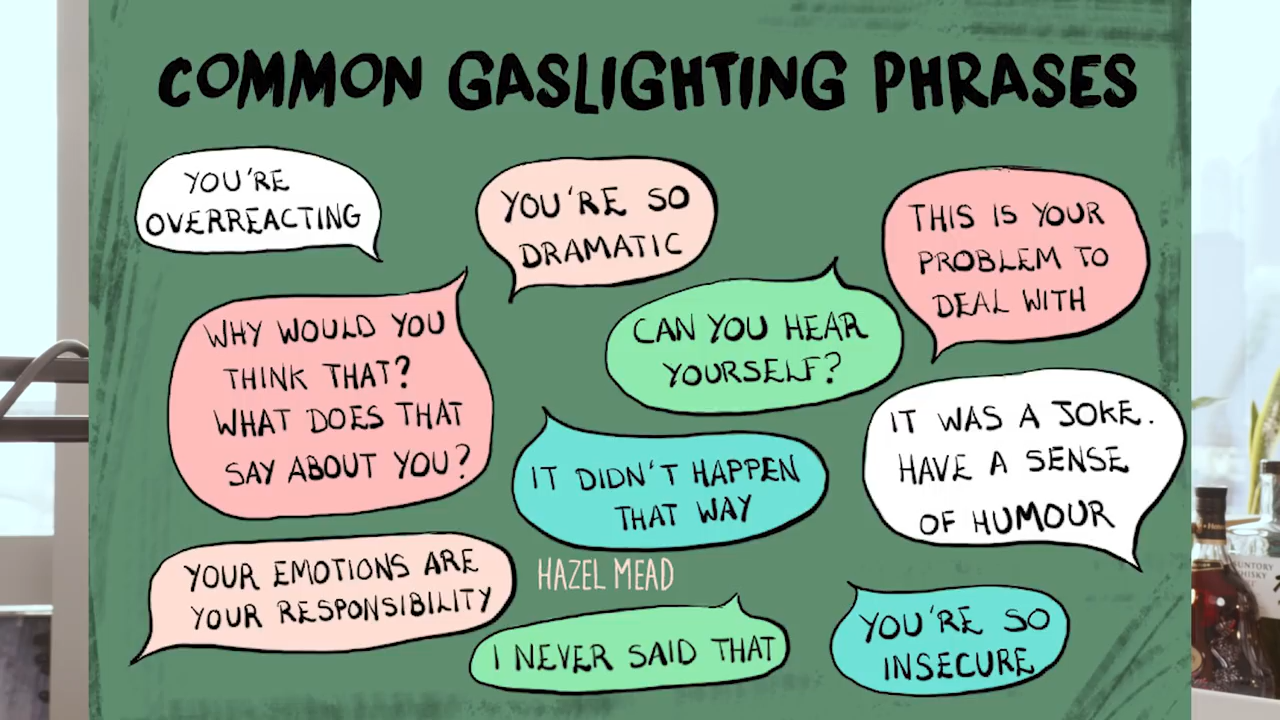 COMMON GASLIGHTING PHRASES
YOU'RE
OVERREACTING
YOU'RE SO
DRAMATIC
THIS IS YOUR
PROBLEM TO
DEAL WITH
WHY WOULD YOU
THINK THAT?
WHAT DOES THAT
SAY ABOUT YOU?
CAN YOU HEAR
YOURSELF?
IT WAS A JOKE.
HAVE A SENSE
OF HUMOUR
IT DIDN'T HAPPEN
THAT WAY
YOUR EMOTIONS ARE
YOUR RESPONSIBILITY
HAZEL MEAD
I NEVER SAID THAT
YOU'RE SO
INSECURE
SUNTORY
WHISKY